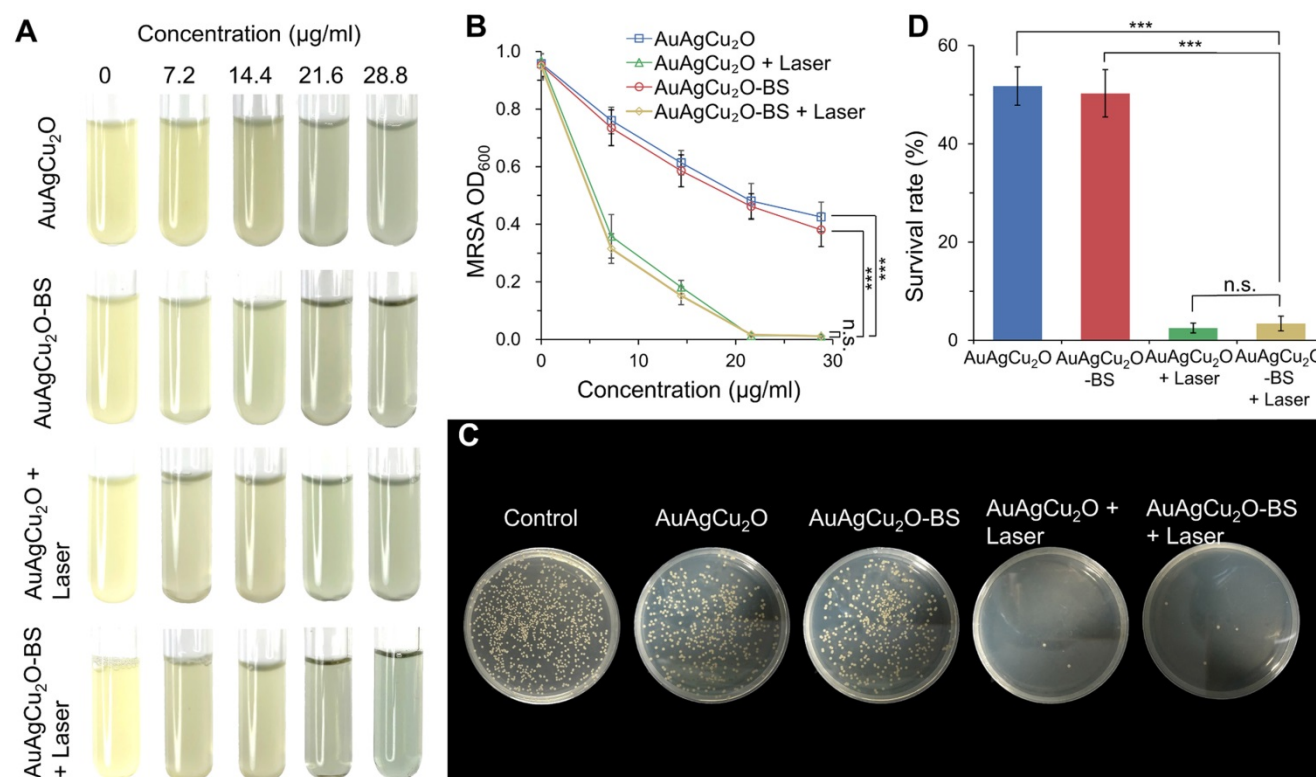 A
Concentration (µg/ml)
0 7.2 14.4 21.6 28.8
AuAgCu₂O
AuAgCu₂O-BS
AuAgCu₂O +
Laser
AuAgCu₂O-BS
+ Laser
B
AuAgCu₂O
AuAgCu₂O + Laser
AuAgCu₂O-BS
AuAgCu₂O-BS + Laser
MRSA OD₆₀₀
1.0
0.8
0.6
0.4
0.2
0.0
0 10 20 30
Concentration (µg/ml)
***
***
n.s.
D
***
***
n.s.
Survival rate (%)
60
40
20
0
AuAgCu₂O
AuAgCu₂O
-BS
AuAgCu₂O
+ Laser
AuAgCu₂O
-BS
+ Laser
C
Control
AuAgCu₂O
AuAgCu₂O-BS
AuAgCu₂O +
Laser
AuAgCu₂O-BS
+ Laser